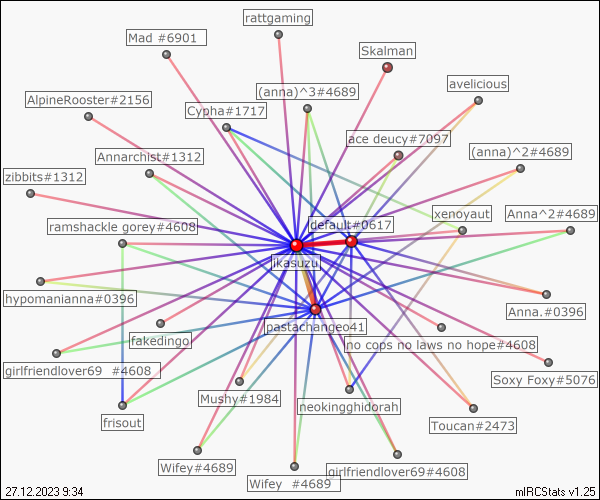 rattgaming
Mad #6901
Skalman
avelicious
(anna)^3#4689
AlpineRooster#2156
Cypha#1717
ace deucy#7097
Annarchist#1312
(anna)^2#4689
zibbits#1312
xenoyaut
Anna^2#4689
ramshackle gorey#4608
default#0617
jkasuzu
hypomanianna#0396
Anna.#0396
pastachangeo41
fakedingo
no cops no laws no hope#4608
girlfriendlover69 #4608
Soxy Foxy#5076
Mushy#1984
neokingghidorah
frisout
Toucan#2473
Wifey#4689
Wifey #4689
girlfriendlover69#4608
27.12.2023 9:34
mIRCStats v1.25